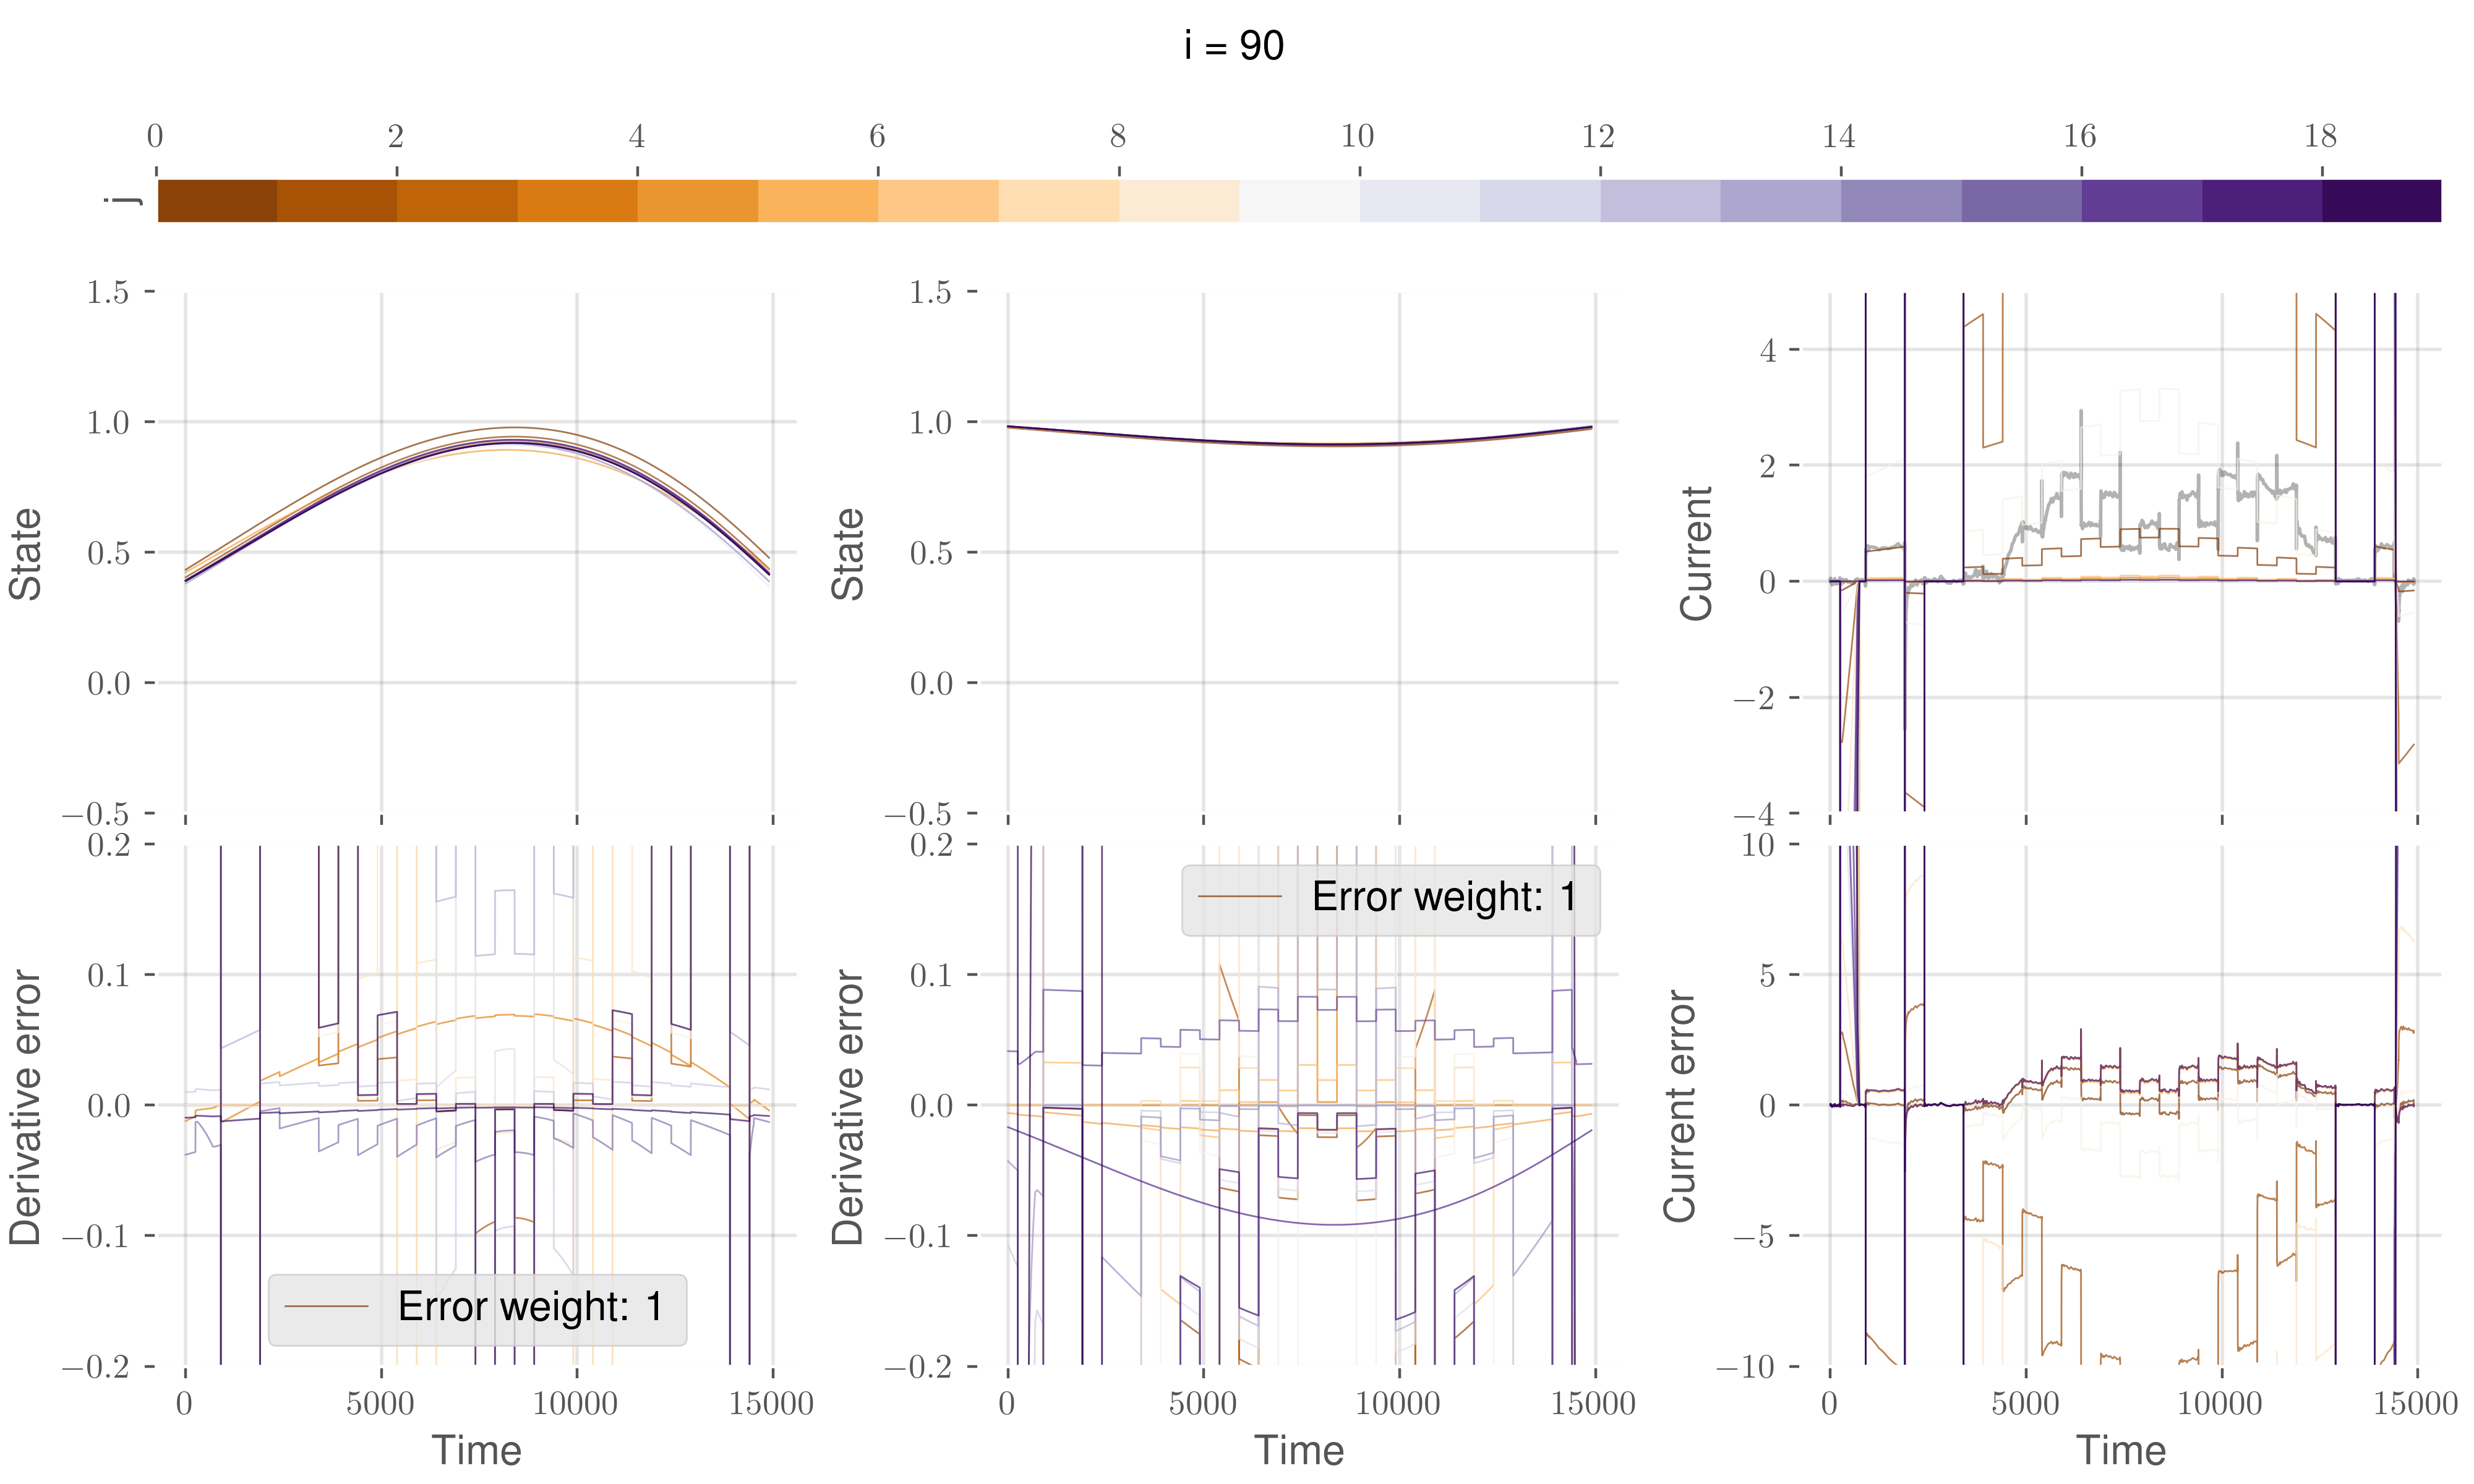 i = 90
0 2 4 6 8 10 12 14 16 18
j
1.5 1.0 0.5 0.0 −0.5
State
1.5 1.0 0.5 0.0 −0.5
State
4 2 0 −2 −4
Current
0.2 0.1 0.0 −0.1 −0.2
Derivative error
Error weight: 1
0 5000 10000 15000
Time
0.2 0.1 0.0 −0.1 −0.2
Derivative error
Error weight: 1
0 5000 10000 15000
Time
10 5 0 −5 −10
Current error
0 5000 10000 15000
Time